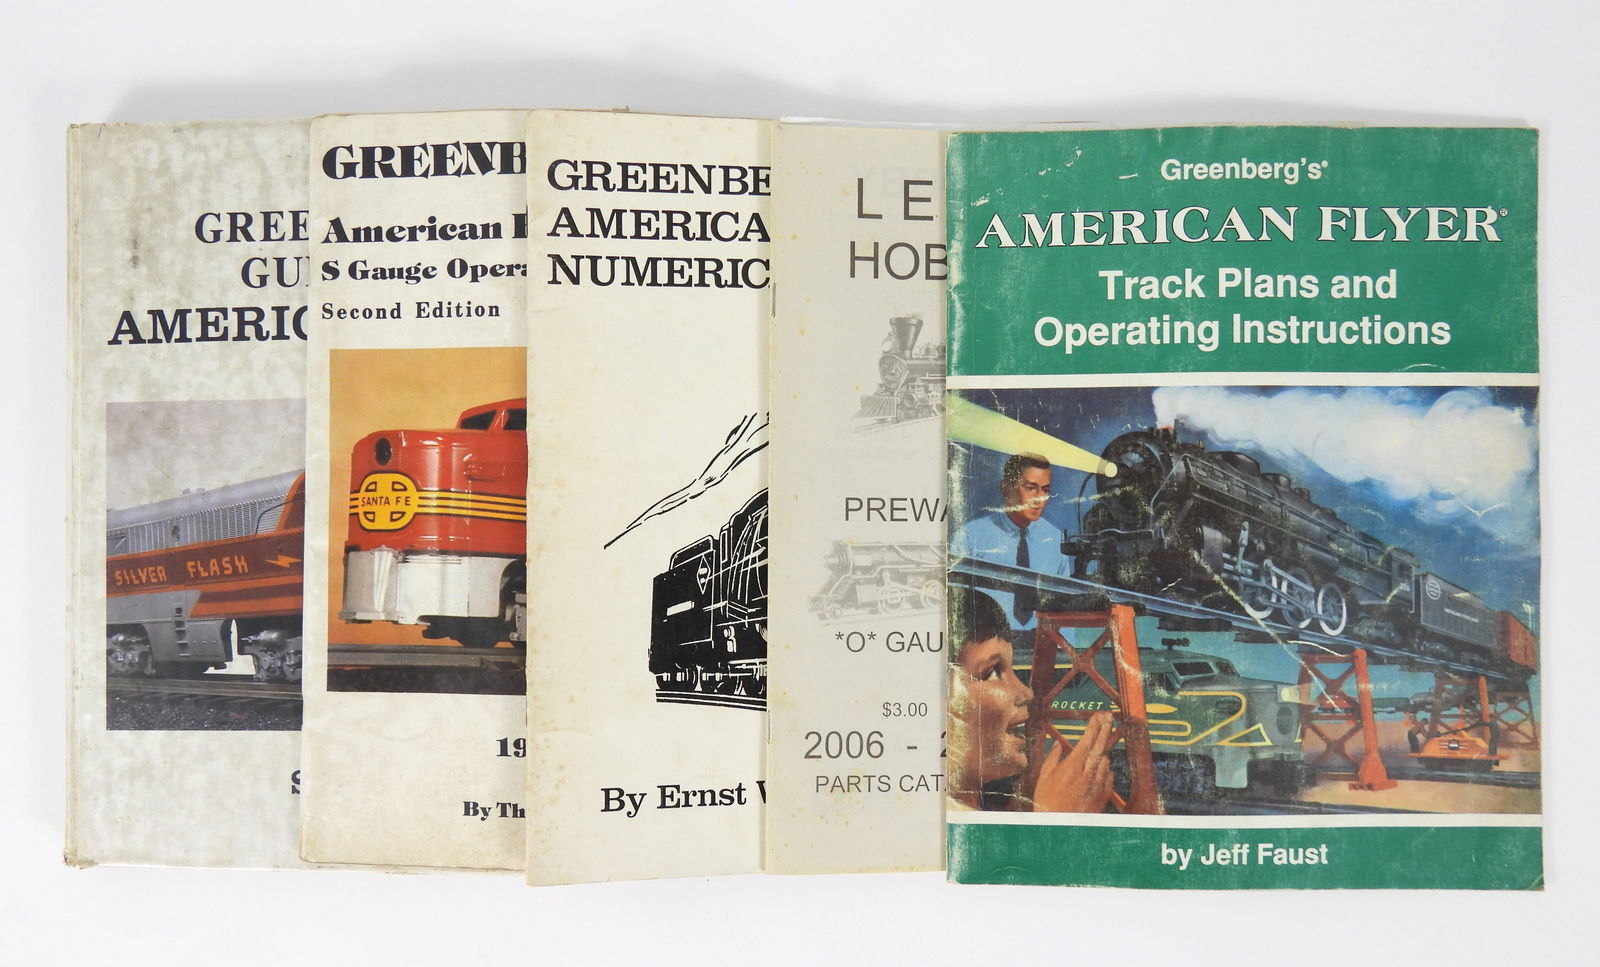 GREE
GU
AMERIC
SILVER FLASH
S
GREENB
American F
S Gauge Opera
Second Edition
SANTA FE
19
By Th
GREENBE
AMERICA
NUMERIC
By Ernst W
LE
HOB
PREWA
*O* GAU
$3.00
2006 - 2
PARTS CATA
Greenberg's®
AMERICAN FLYER®
Track Plans and
Operating Instructions
ROCKET
by Jeff Faust